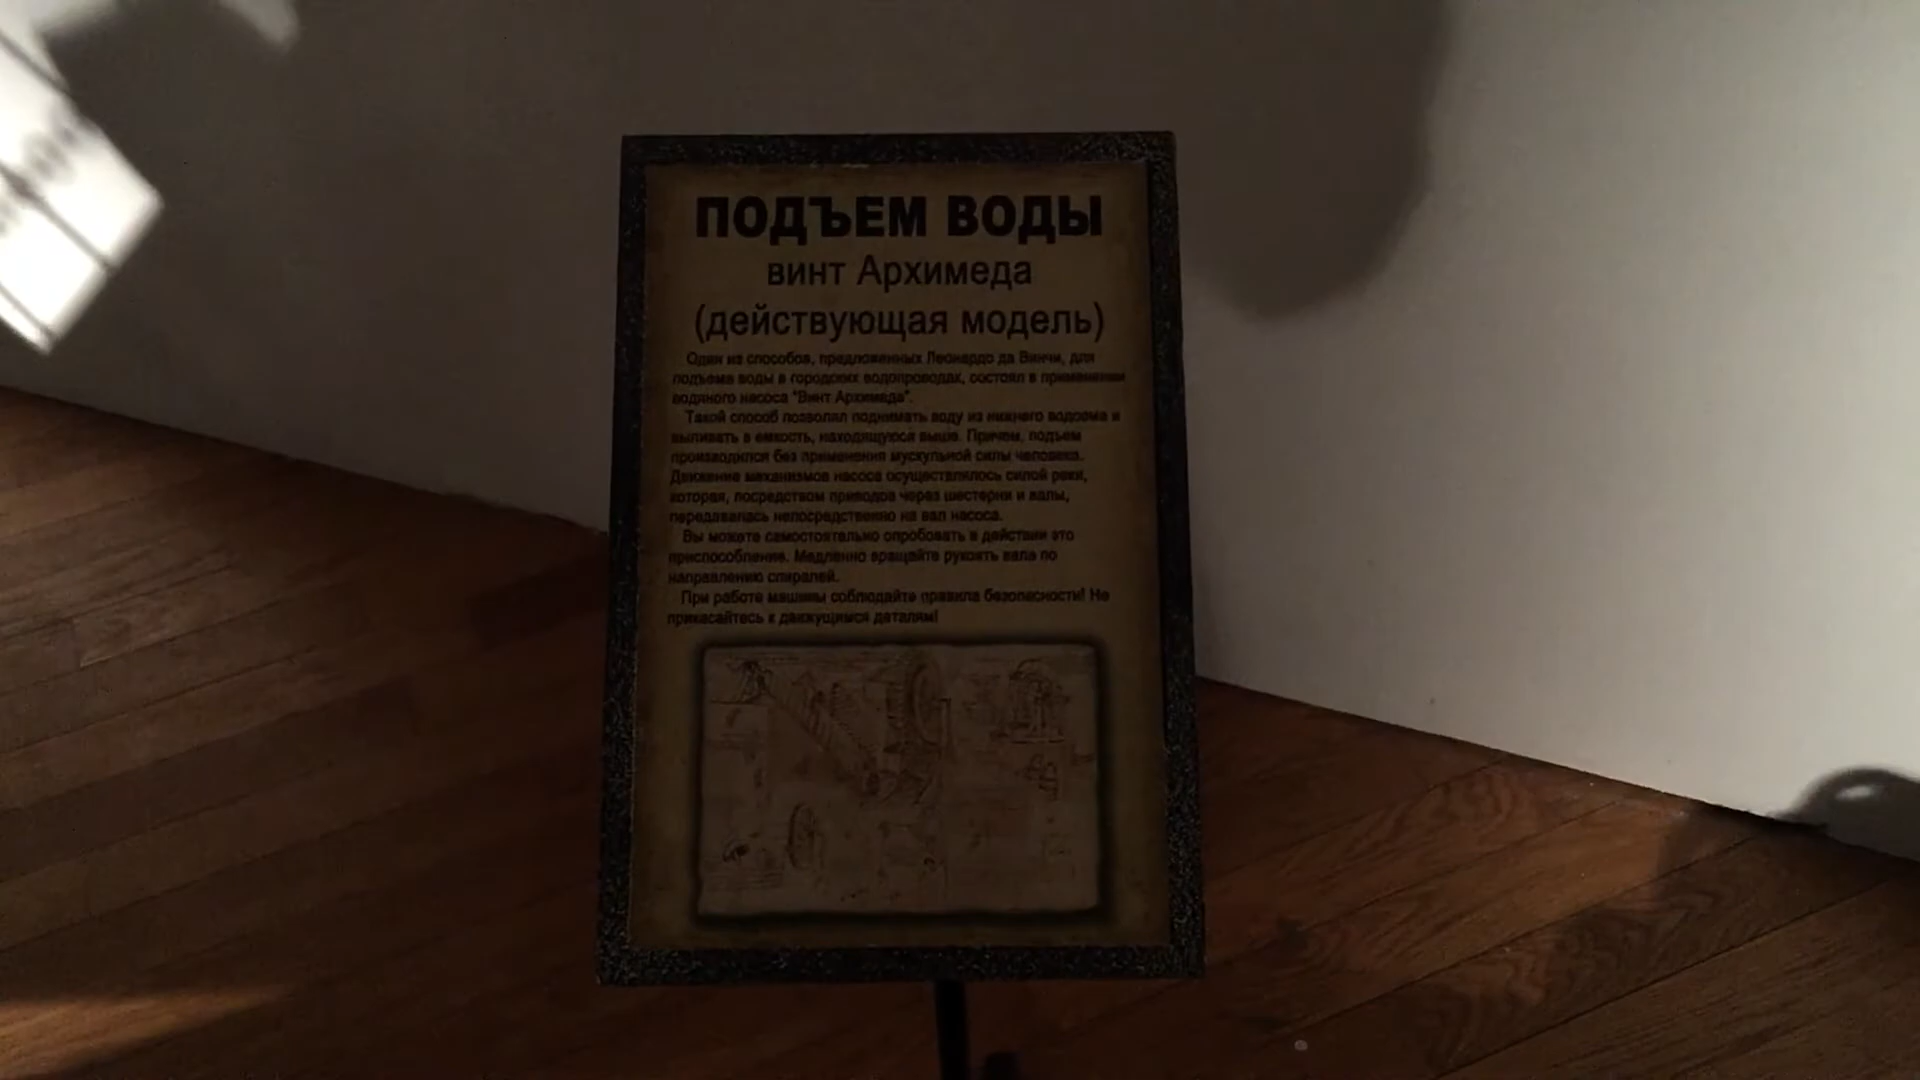 ПОДЪЕМ ВОДЫ
винт Архимеда
(действующая модель)
Один из способов, предложенных Леонардо да Винчи, для
подъема воды в городских водопроводах, состоял в применении
водяного насоса "Винт Архимеда".
Такой способ позволял поднимать воду из нижнего водоема и
выливать в емкость, находящуюся выше. Причем, подъем
производился без применения мускульной силы человека.
Движение механизмов насоса осуществлялось силой реки,
которая, посредством приводов через шестерни и валы,
передавалась непосредственно на вал насоса.
Вы можете самостоятельно опробовать в действии это
приспособление. Медленно вращайте рукоять вала по
направлению спиралей.
При работе машины соблюдайте правила безопасности! Не
прикасайтесь к движущимся деталям!